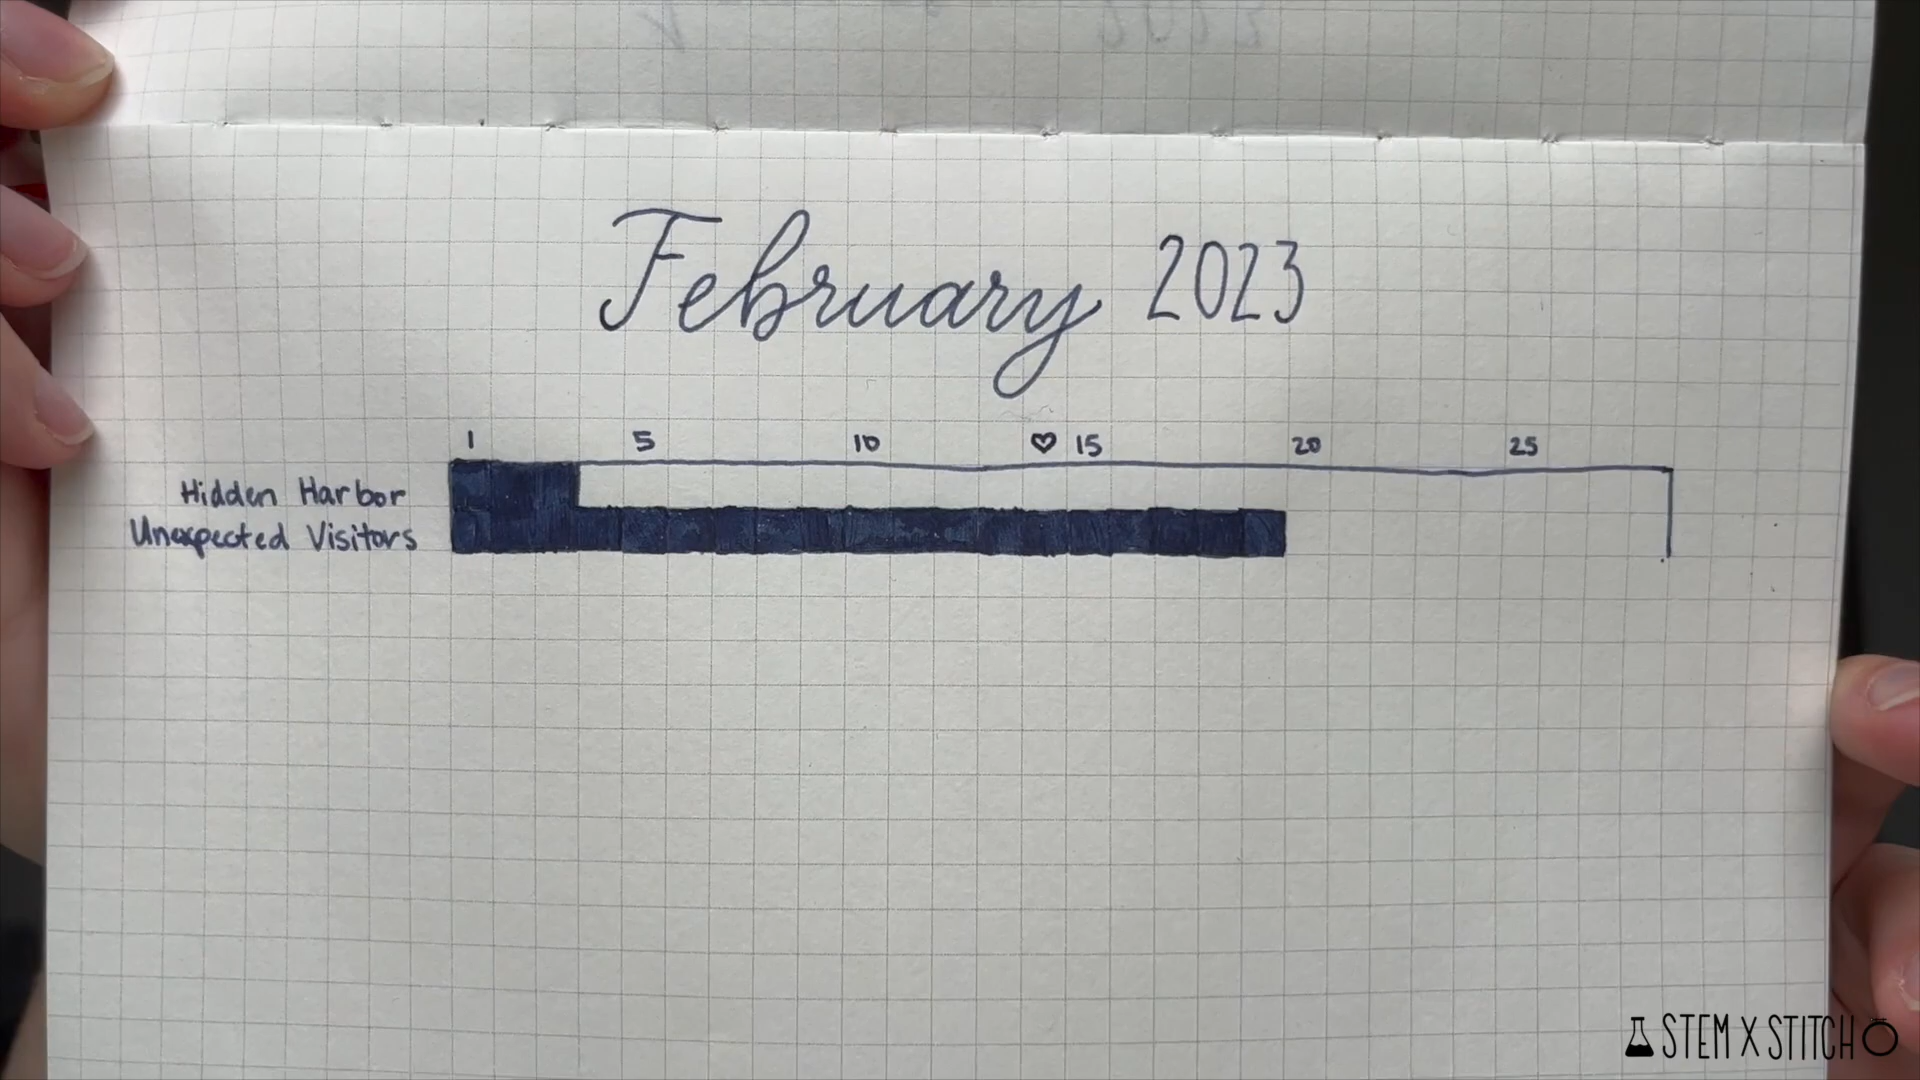 February 2023
1 5 10 ♡ 15 20 25
Hidden Harbor
Unexpected Visitors
STEM X STITCH